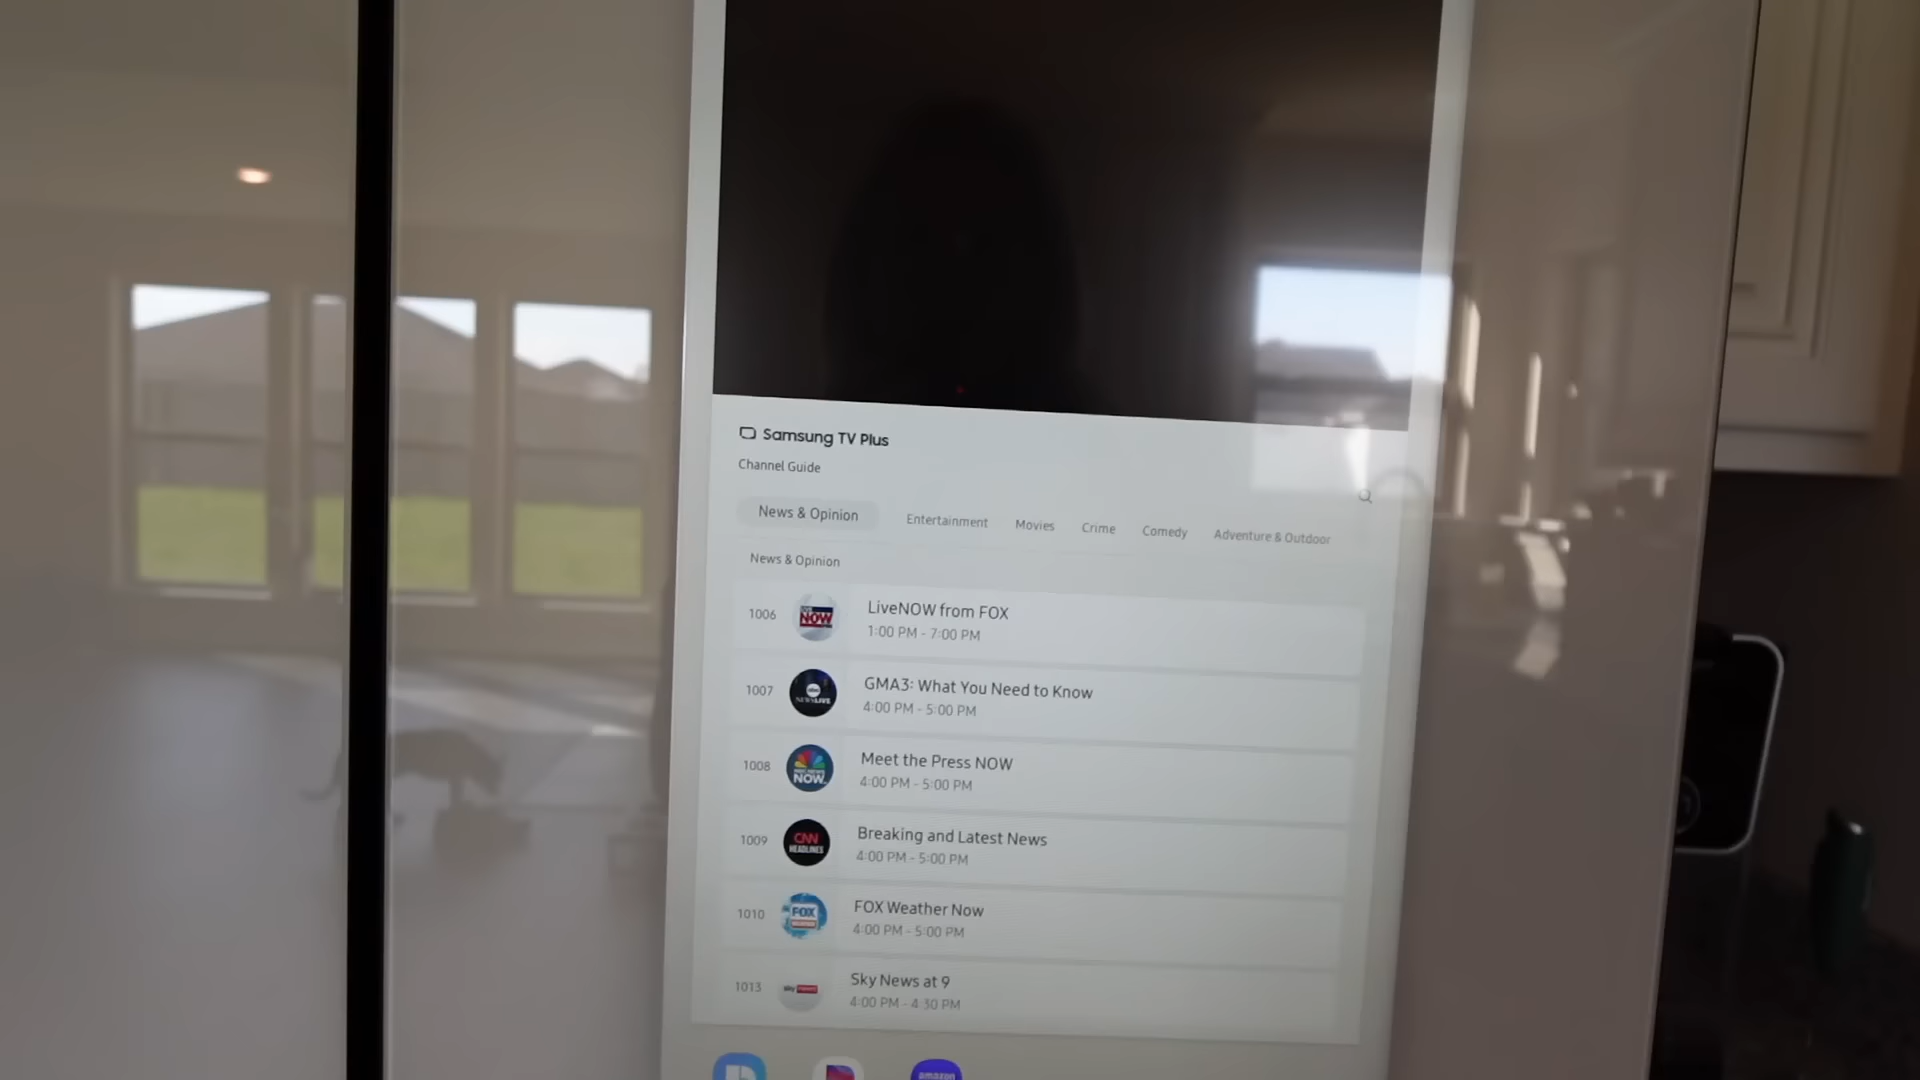 Samsung TV Plus
Channel Guide
News & Opinion Entertainment Movies Crime Comedy Adventure & Outdoor
News & Opinion
1006 NOW LiveNOW from FOX
1:00 PM - 7:00 PM
1007 GMA3: What You Need to Know
4:00 PM - 5:00 PM
1008 NOW Meet the Press NOW
4:00 PM - 5:00 PM
1009 CNN HEADLINES Breaking and Latest News
4:00 PM - 5:00 PM
1010 FOX FOX Weather Now
4:00 PM - 5:00 PM
1013 sky Sky News at 9
4:00 PM - 4:30 PM
amazon